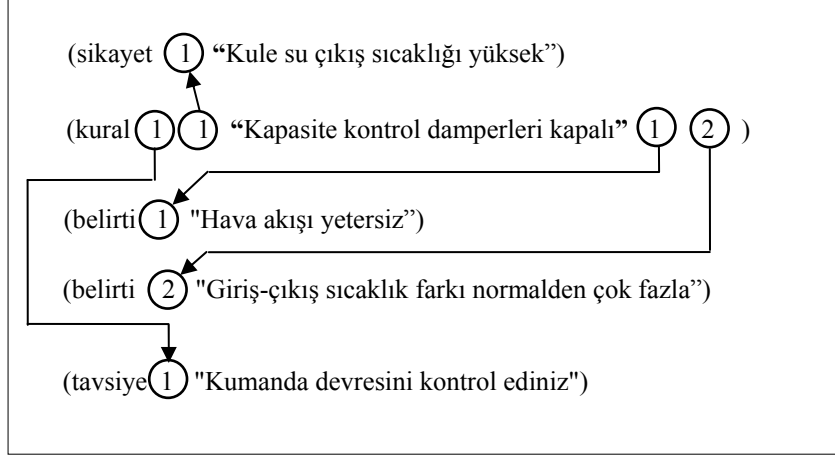 (sikayet 1 “Kule su çıkış sıcaklığı yüksek”)
(kural 1 1 “Kapasite kontrol damperleri kapalı” 1 2 )
(belirti 1 "Hava akışı yetersiz”)
(belirti 2 "Giriş-çıkış sıcaklık farkı normalden çok fazla”)
(tavsiye 1 "Kumanda devresini kontrol ediniz")